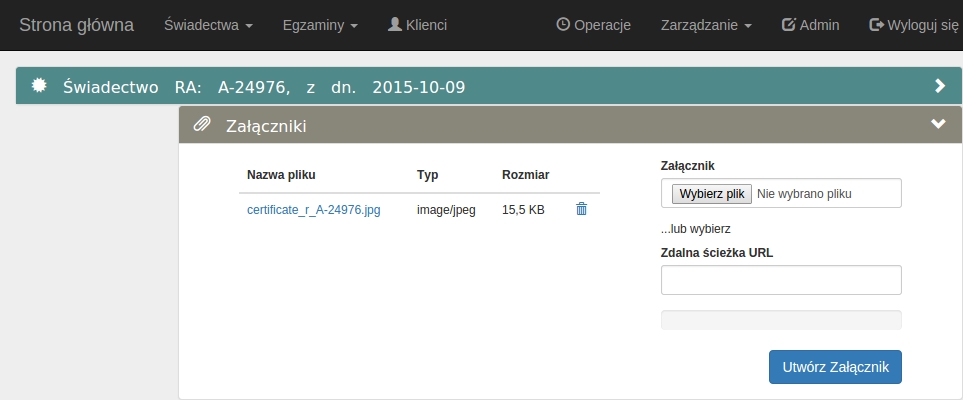 Strona główna Świadectwa Egzaminy Klienci Operacje Zarządzanie Admin Wyloguj się
Świadectwo RA: A-24976, z dn. 2015-10-09
Załączniki
Nazwa pliku Typ Rozmiar
certificate_r_A-24976.jpg image/jpeg 15,5 KB
Załącznik
Wybierz plik Nie wybrano pliku
...lub wybierz
Zdalna ścieżka URL
Utwórz Załącznik